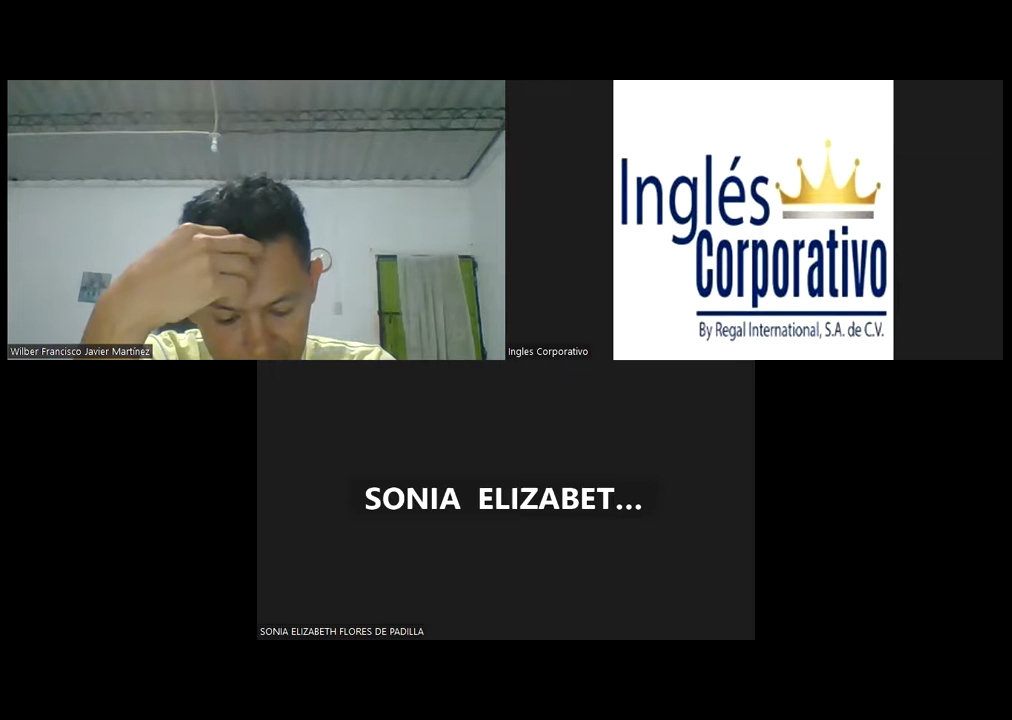 Inglés
Corporativo
By Regal International, S.A. de C.V.
Wilber Francisco Javier Martínez
Ingles Corporativo
SONIA ELIZABET...
SONIA ELIZABETH FLORES DE PADILLA